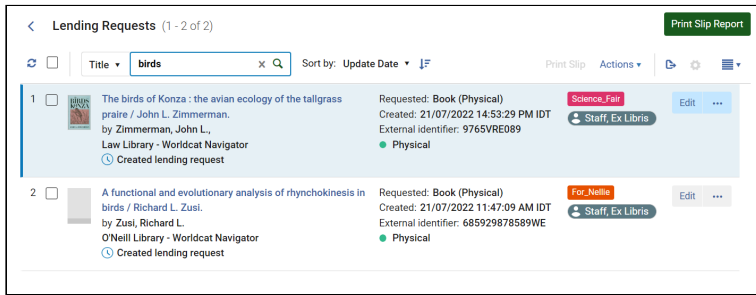 Lending Requests (1 - 2 of 2)
Print Slip Report
Title birds Sort by: Update Date Print Slip Actions
1
BIRDS
KONZA
The birds of Konza : the avian ecology of the tallgrass
praire / John L. Zimmerman.
by Zimmerman, John L.,
Law Library - Worldcat Navigator
Created lending request
Requested: Book (Physical)
Created: 21/07/2022 14:53:29 PM IDT
External identifier: 9765VRE089
Physical
Science_Fair
Staff, Ex Libris
Edit
2
A functional and evolutionary analysis of rhynchokinesis in
birds / Richard L. Zusi.
by Zusi, Richard L.
O'Neill Library - Worldcat Navigator
Created lending request
Requested: Book (Physical)
Created: 21/07/2022 11:47:09 AM IDT
External identifier: 685929878589WE
Physical
For_Nellie
Staff, Ex Libris
Edit